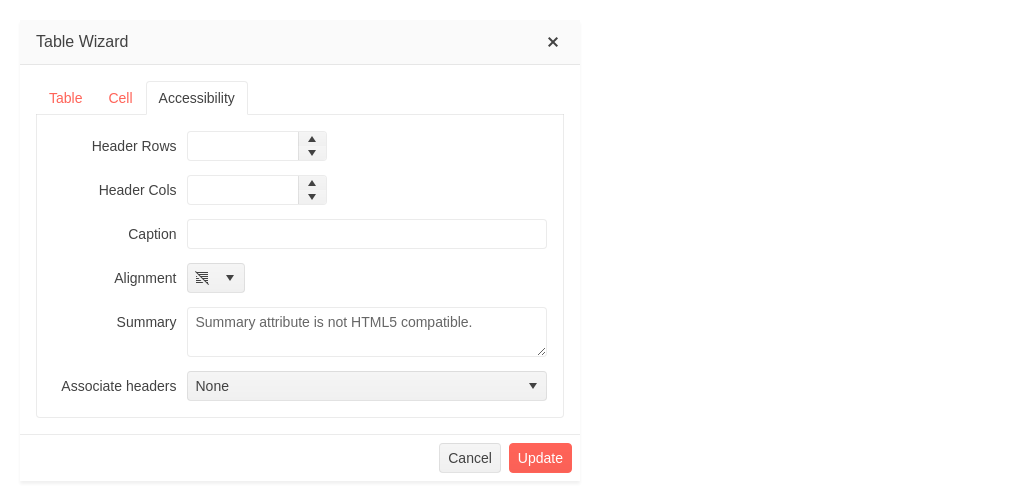 Table Wizard
Table Cell Accessibility
Header Rows
Header Cols
Caption
Alignment
Summary Summary attribute is not HTML5 compatible.
Associate headers None
Cancel Update